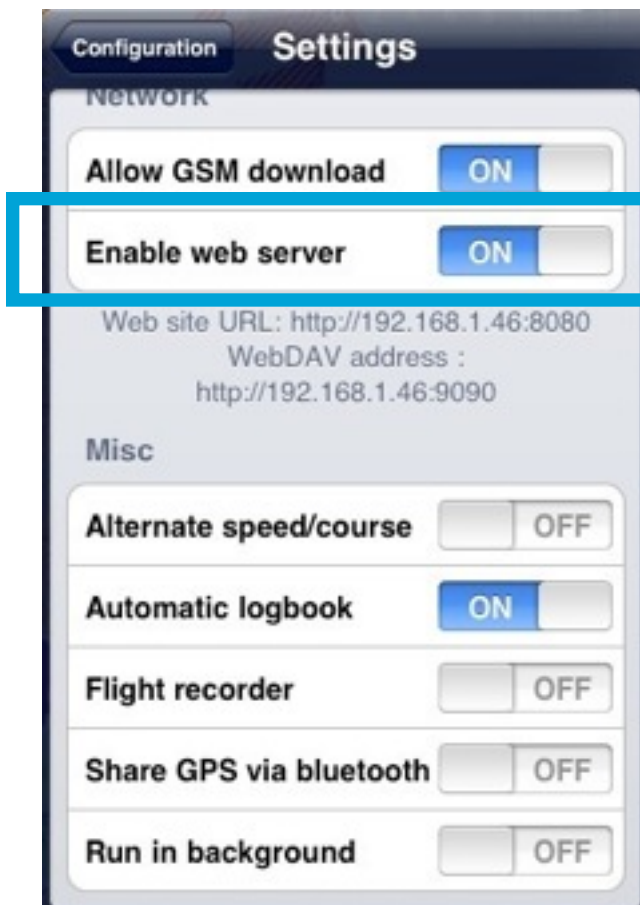 Configuration Settings
Network
Allow GSM download ON
Enable web server ON
Web site URL: http://192.168.1.46:8080
WebDAV address :
http://192.168.1.46:9090
Misc
Alternate speed/course OFF
Automatic logbook ON
Flight recorder OFF
Share GPS via bluetooth OFF
Run in background OFF